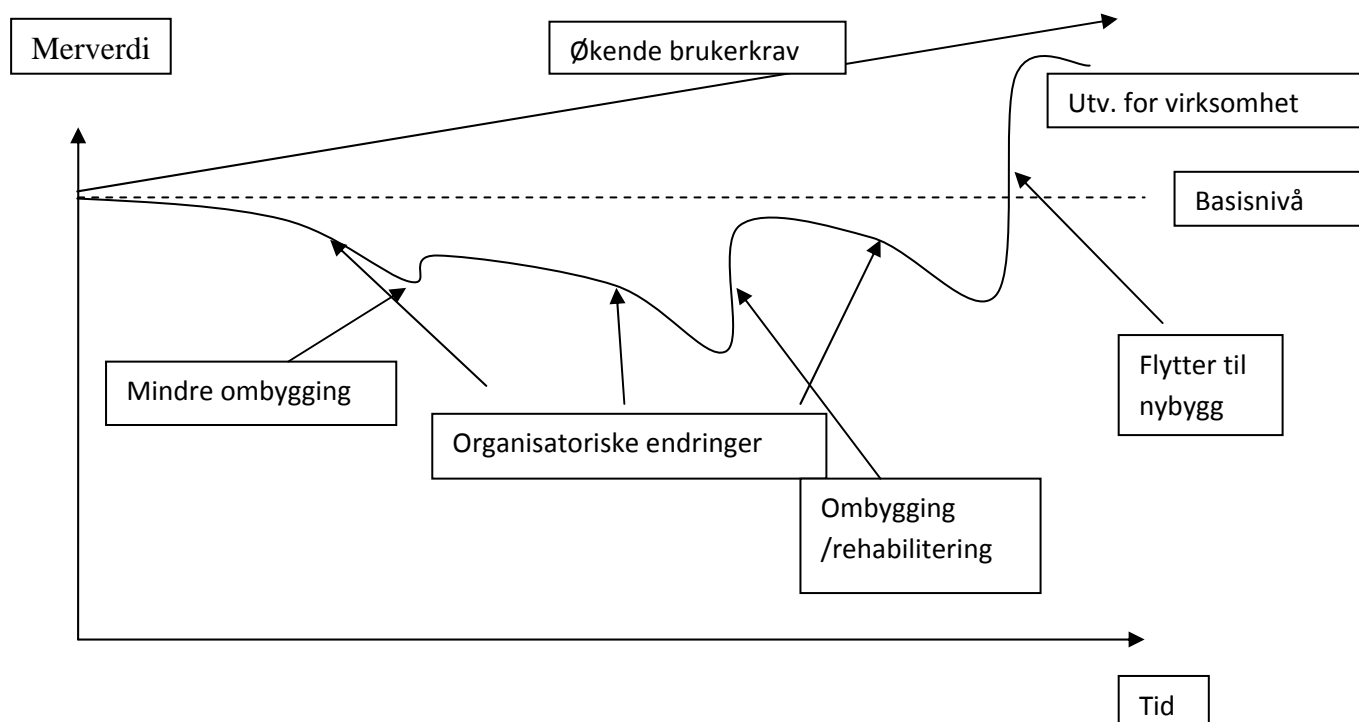 Merverdi
Økende brukerkrav
Utv. for virksomhet
Basisnivå
Flytter til
nybygg
Mindre ombygging
Organisatoriske endringer
Ombygging
/rehabilitering
Tid